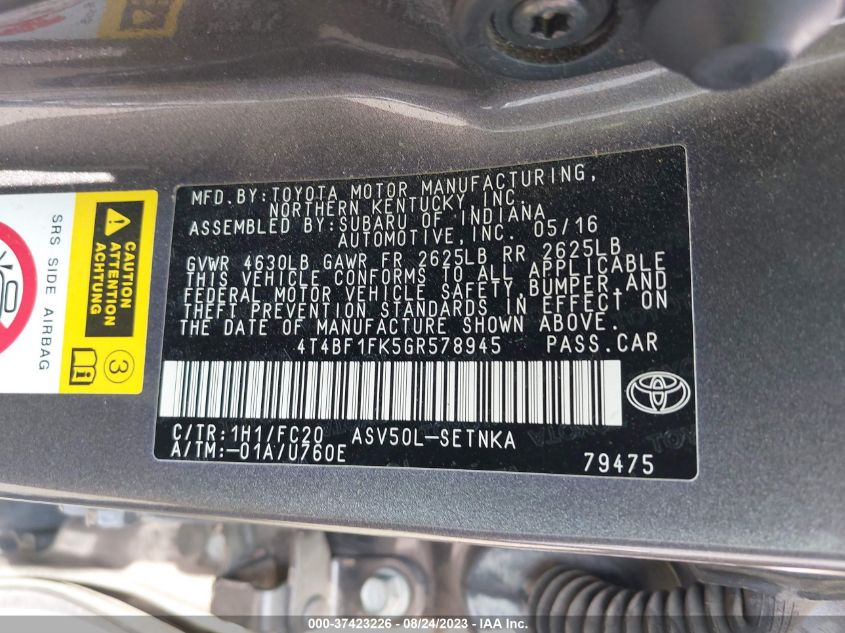 MFD.BY:TOYOTA MOTOR MANUFACTURING,
NORTHERN KENTUCKY, INC.
ASSEMBLED BY:SUBARU OF INDIANA
AUTOMOTIVE,INC. 05/16
GVWR 4630LB GAWR FR 2625LB RR 2625LB
THIS VEHICLE CONFORMS TO ALL APPLICABLE
FEDERAL MOTOR VEHICLE SAFETY, BUMPER,AND
THEFT PREVENTION STANDARDS IN EFFECT ON
THE DATE OF MANUFACTURE SHOWN ABOVE.
4T4BF1FK5GR578945 PASS.CAR
C/TR:1H1/FC20 ASV50L-SETNKA
A/TM:-01A/U760E
79475
SRS SIDE AIRBAG
CAUTION
ATTENTION
ACHTUNG
3
000-37423226 - 08/24/2023 - IAA Inc.